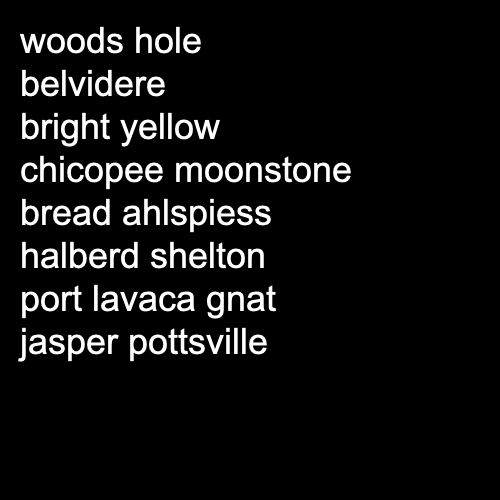 woods hole
belvidere
bright yellow
chicopee moonstone
bread ahlspiess
halberd shelton
port lavaca gnat
jasper pottsville